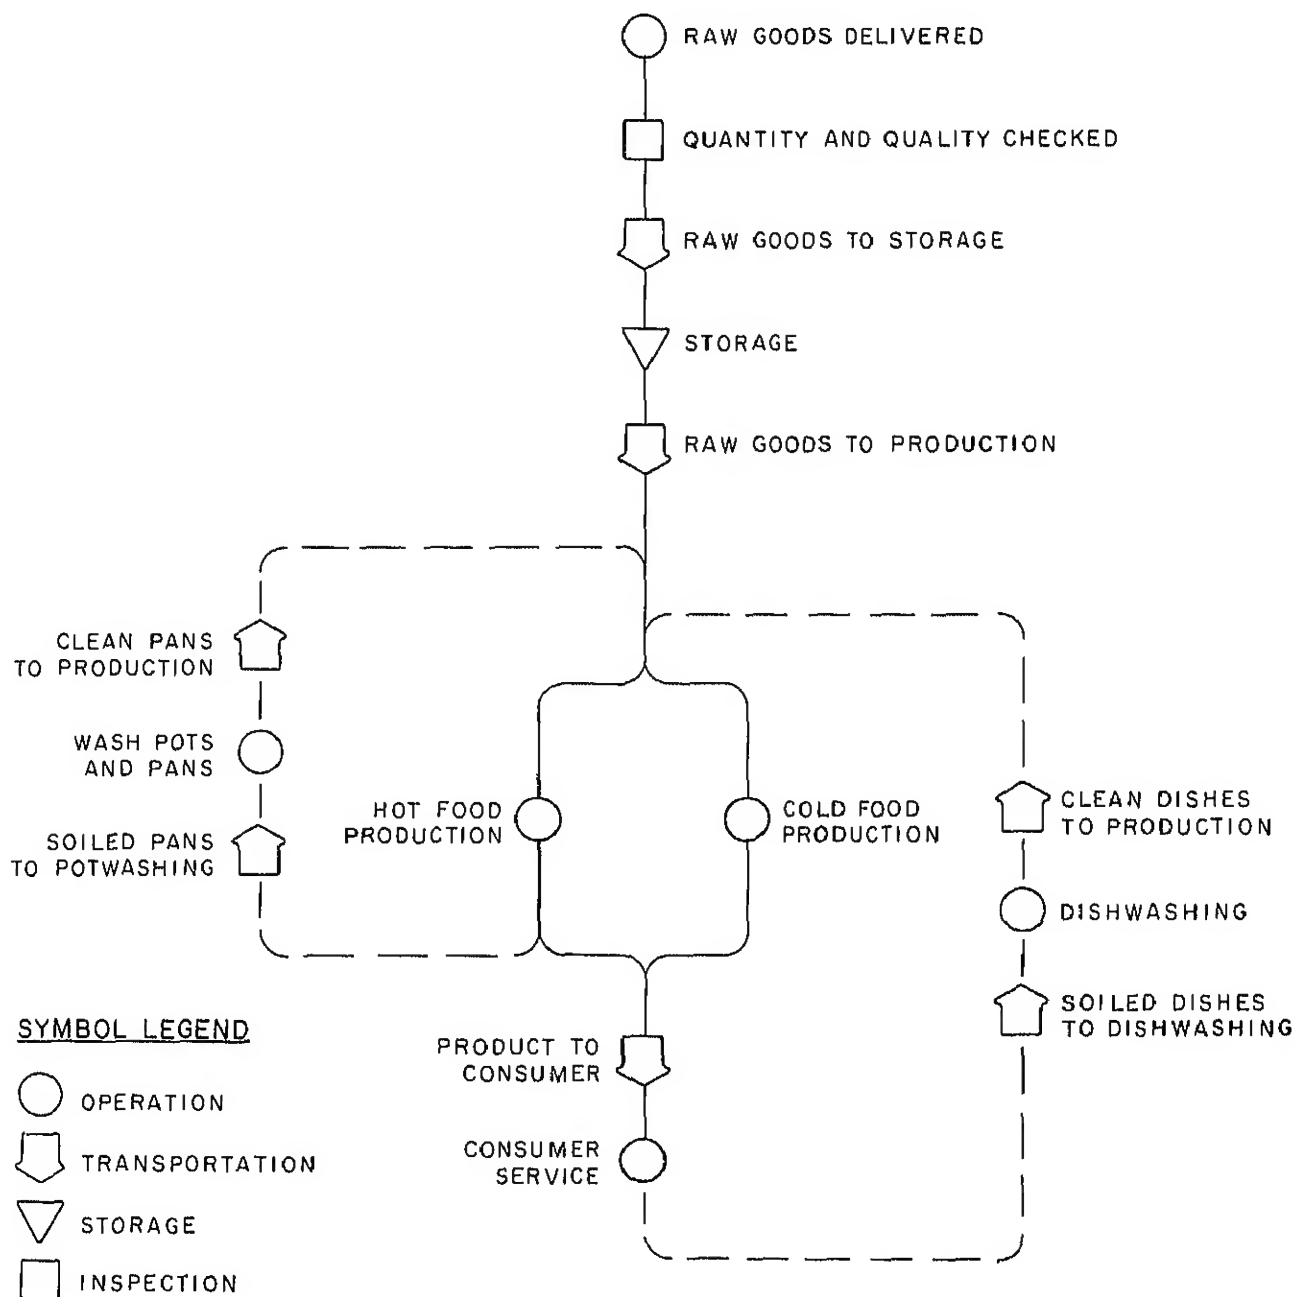 RAW GOODS DELIVERED
QUANTITY AND QUALITY CHECKED
RAW GOODS TO STORAGE
STORAGE
RAW GOODS TO PRODUCTION
CLEAN PANS
TO PRODUCTION
WASH POTS
AND PANS
SOILED PANS
TO POTWASHING
HOT FOOD
PRODUCTION
COLD FOOD
PRODUCTION
CLEAN DISHES
TO PRODUCTION
DISHWASHING
SOILED DISHES
TO DISHWASHING
PRODUCT TO
CONSUMER
CONSUMER
SERVICE
SYMBOL LEGEND
OPERATION
TRANSPORTATION
STORAGE
INSPECTION